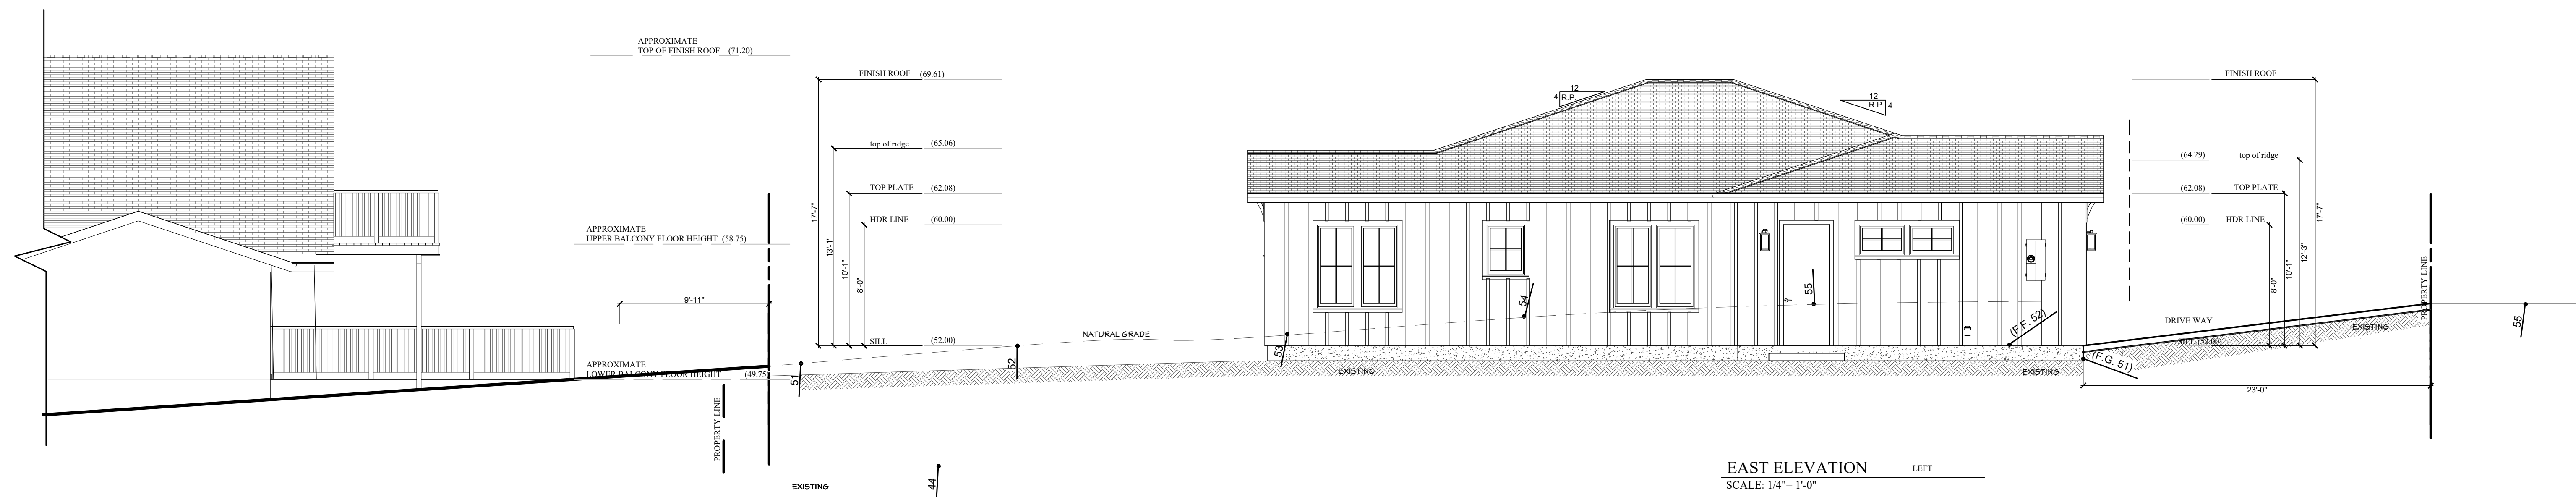 APPROXIMATE
TOP OF FINISH ROOF (71.20)
FINISH ROOF (69.61)
top of ridge (65.06)
TOP PLATE (62.08)
HDR LINE (60.00)
SILL (52.00)
17'-7"
13'-1"
10'-1"
8'-0"
APPROXIMATE
UPPER BALCONY FLOOR HEIGHT (58.75)
9'-11"
APPROXIMATE
LOWER BALCONY FLOOR HEIGHT (49.75)
PROPERTY LINE
51
52
NATURAL GRADE
53
54
55
EXISTING
44
EXISTING
EXISTING
12
4 R.P.
12
R.P. 4
(F.F. 52)
(F.G. 51)
FINISH ROOF
(64.29) top of ridge
(62.08) TOP PLATE
(60.00) HDR LINE
8'-0"
10'-1"
12'-3"
17'-7"
DRIVE WAY
SILL (52.00)
EXISTING
PROPERTY LINE
55
23'-0"
EAST ELEVATION LEFT
SCALE: 1/4"= 1'-0"